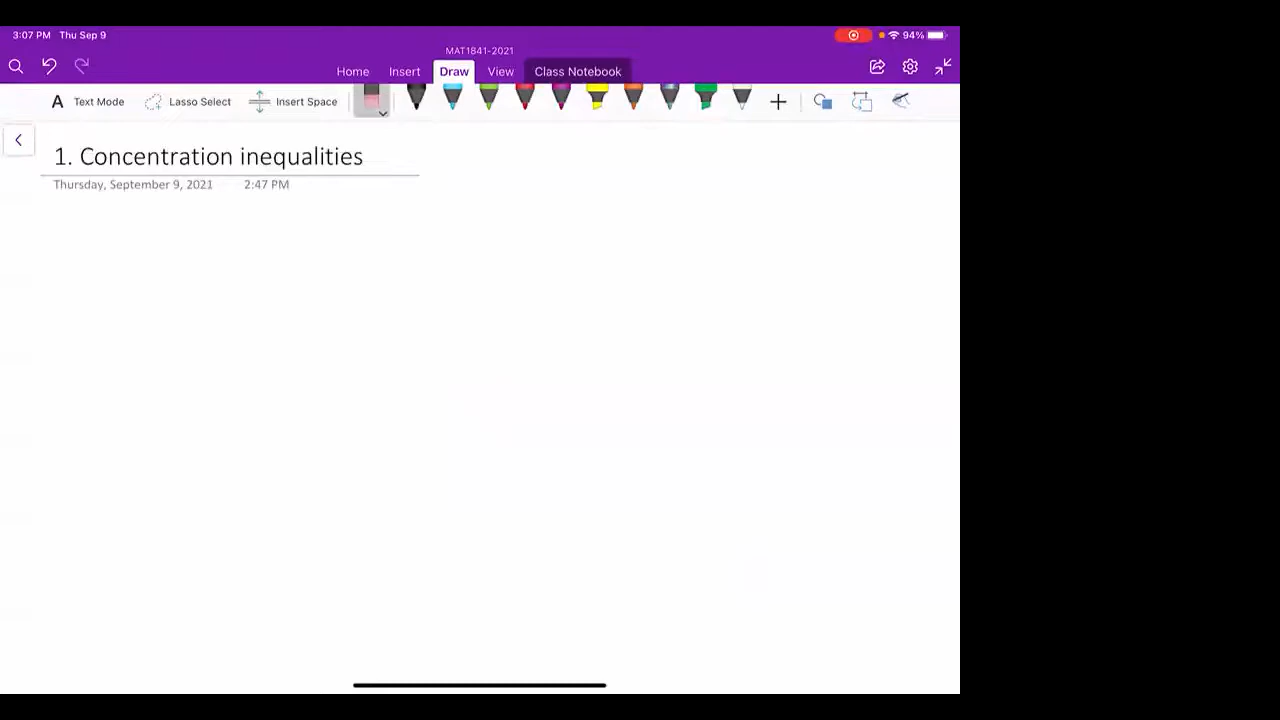 3:07 PM Thu Sep 9
94%
MAT1841-2021
Home Insert Draw View Class Notebook
A Text Mode Lasso Select Insert Space
1. Concentration inequalities
Thursday, September 9, 2021 2:47 PM